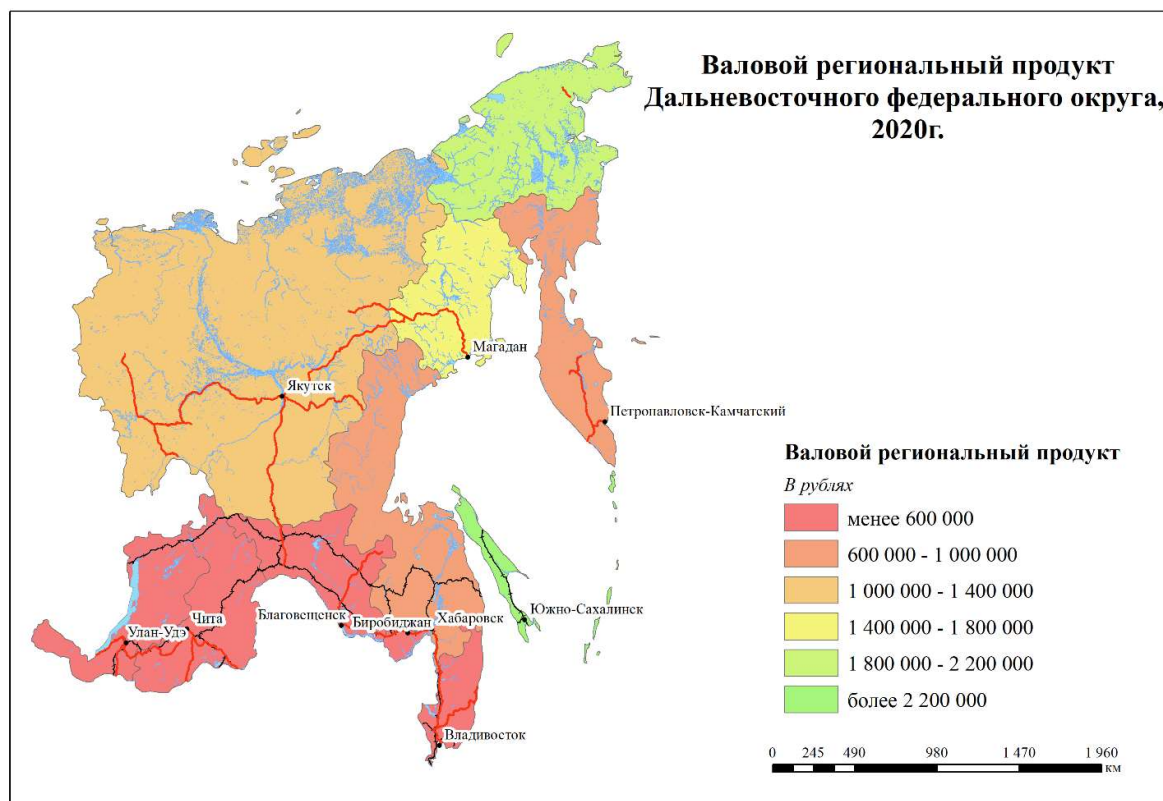 Валовой региональный продукт
Дальневосточного федерального округа,
2020г.
Магадан
Якутск
Петропавловск-Камчатский
Валовой региональный продукт
В рублях
менее 600 000
600 000 - 1 000 000
1 000 000 - 1 400 000
1 400 000 - 1 800 000
1 800 000 - 2 200 000
более 2 200 000
Улан-Удэ
Чита
Благовещенск
Биробиджан
Хабаровск
Южно-Сахалинск
Владивосток
0 245 490 980 1 470 1 960
км